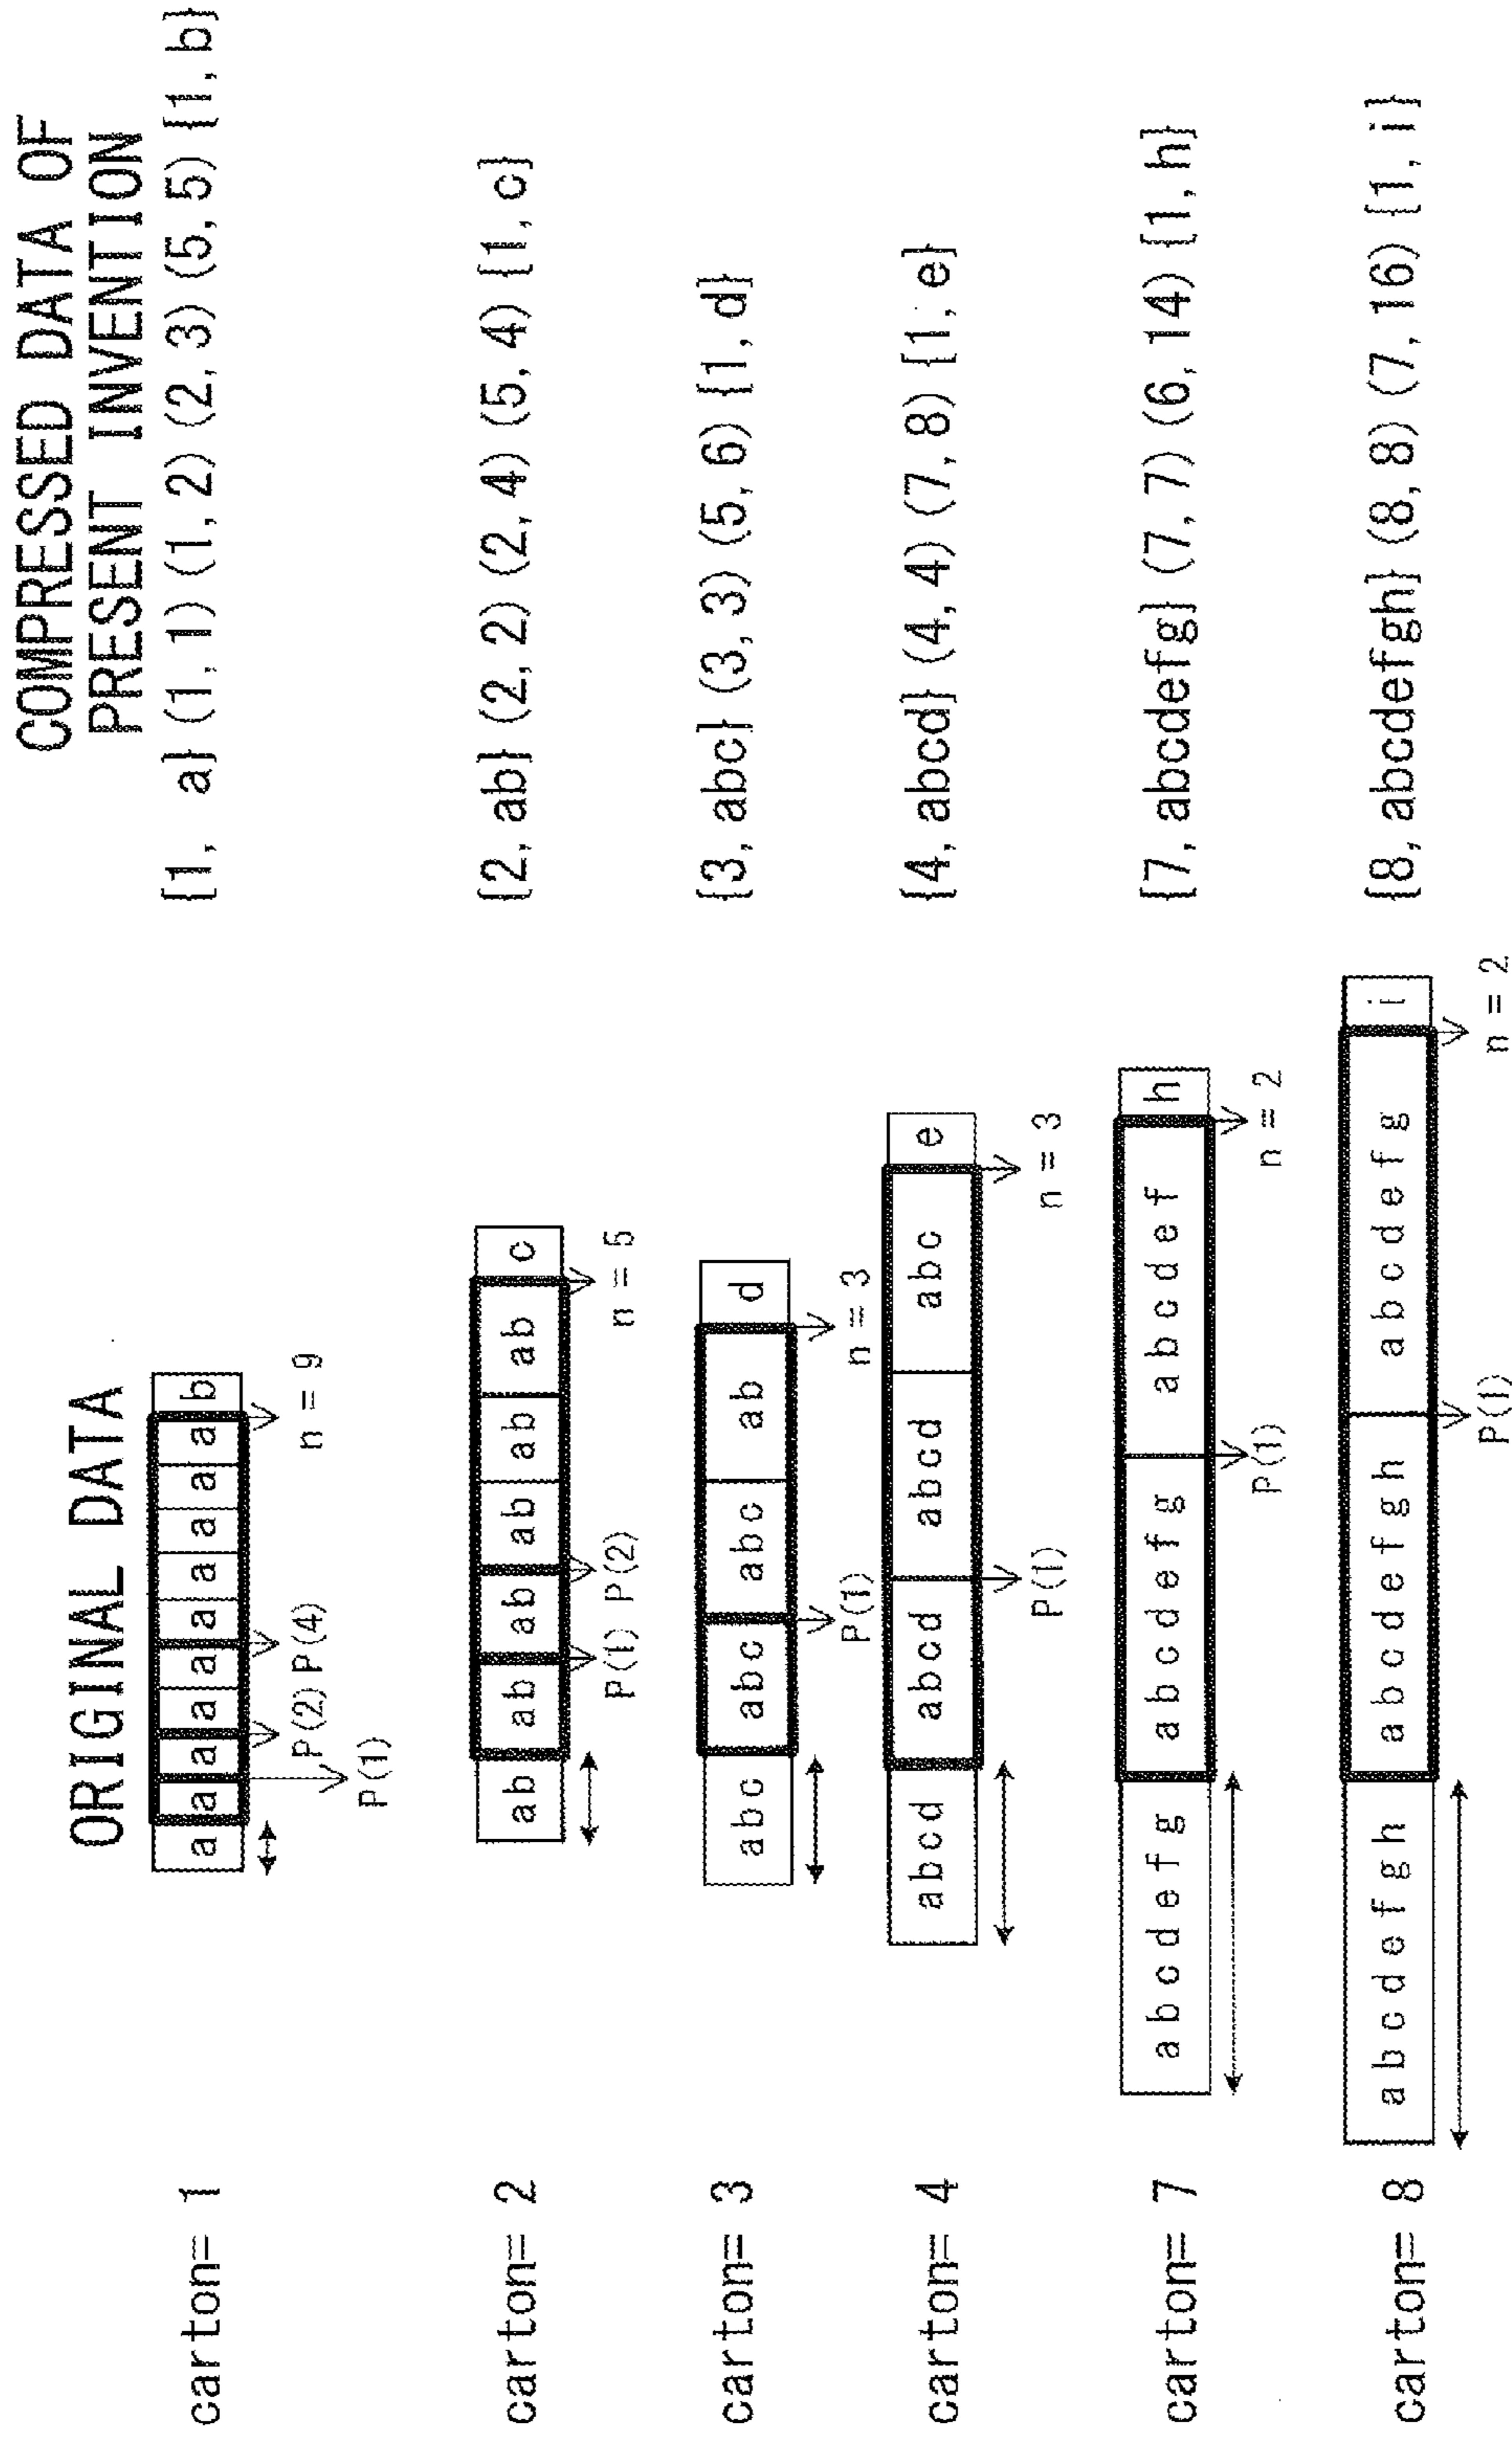 ORIGINAL DATA
COMPRESSED DATA OF
PRESENT INVENTION
carton= 1
a a a a a a a a a a b
P(1) P(2) P(4) n = 9
{1, a} (1, 1) (1, 2) (2, 3) (5, 5) {1, b}
carton= 2
ab ab ab ab ab ab c
P(1) P(2) n = 5
{2, ab} (2, 2) (2, 4) (5, 4) {1, c}
carton= 3
abc abc abc ab d
P(1) n = 3
{3, abc} (3, 3) (5, 6) {1, d}
carton= 4
abcd abcd abcd abc e
P(1) n = 3
{4, abcd} (4, 4) (7, 8) {1, e}
carton= 7
abcdefg abcdefg abcdef h
P(1) n = 2
{7, abcdefg} (7, 7) (6, 14) {1, h}
carton= 8
abcdefgh abcdefgh abcdefg i
P(1) n = 2
{8, abcdefgh} (8, 8) (7, 16) {1, i}